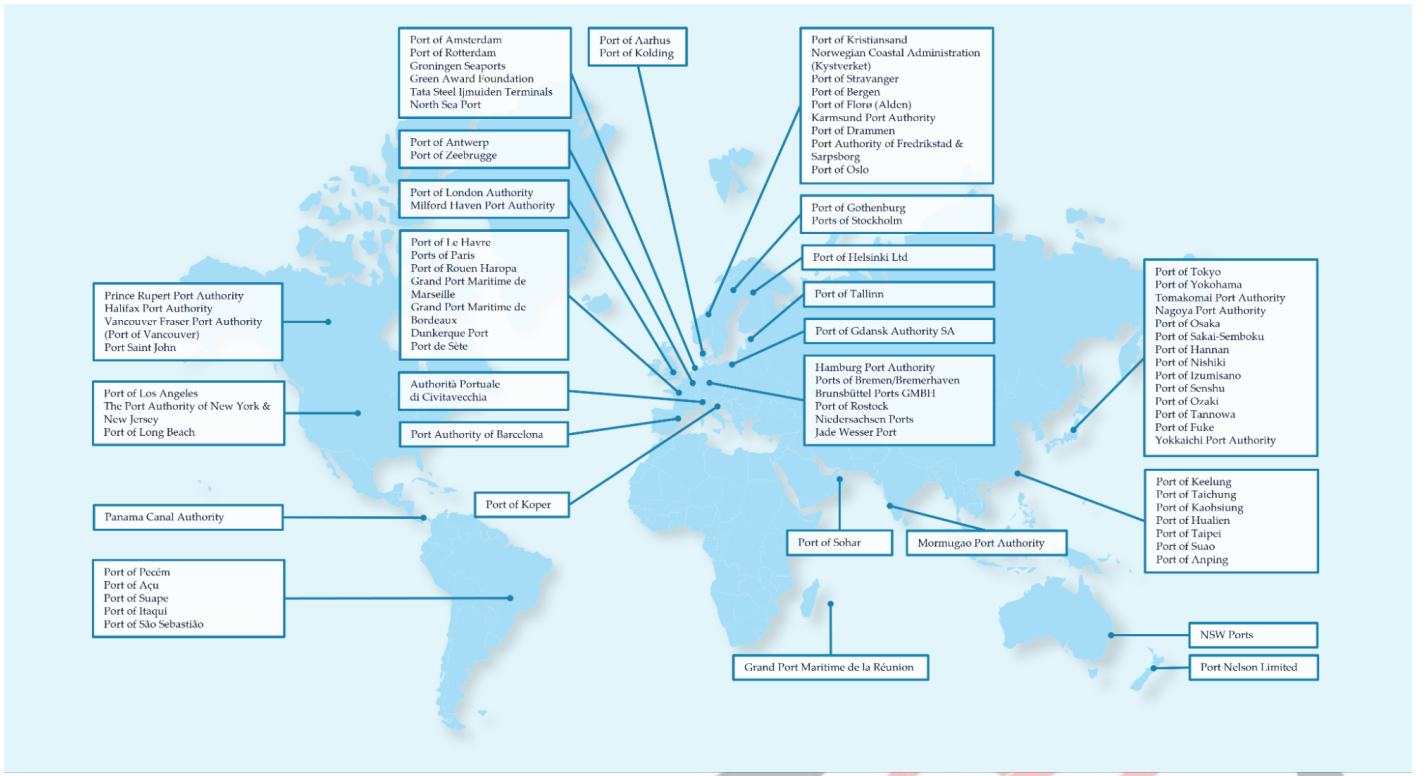 Port of Amsterdam
Port of Rotterdam
Groningen Seaports
Green Award Foundation
Tata Steel Ijmuiden Terminals
North Sea Port
Port of Aarhus
Port of Kolding
Port of Kristiansand
Norwegian Coastal Administration
(Kystverket)
Port of Stravanger
Port of Bergen
Port of Florø (Alden)
Karmsund Port Authority
Port of Drammen
Port Authority of Fredrikstad &
Sarpsborg
Port of Oslo
Port of Antwerp
Port of Zeebrugge
Port of London Authority
Milford Haven Port Authority
Port of Gothenburg
Ports of Stockholm
Port of Le Havre
Ports of Paris
Port of Rouen Haropa
Grand Port Maritime de
Marseille
Grand Port Maritime de
Bordeaux
Dunkerque Port
Port de Sète
Port of Helsinki Ltd
Port of Tallinn
Port of Gdansk Authority SA
Prince Rupert Port Authority
Halifax Port Authority
Vancouver Fraser Port Authority
(Port of Vancouver)
Port Saint John
Port of Tokyo
Port of Yokohama
Tomakomai Port Authority
Nagoya Port Authority
Port of Osaka
Port of Sakai-Semboku
Port of Hannan
Port of Nishiki
Port of Izumisano
Port of Senshu
Port of Ozaki
Port of Tannowa
Port of Fuke
Yokkaichi Port Authority
Hamburg Port Authority
Ports of Bremen/Bremerhaven
Brunsbüttel Ports GMBH
Port of Rostock
Niedersachsen Ports
Jade Wesser Port
Authorità Portuale
di Civitavecchia
Port of Los Angeles
The Port Authority of New York &
New Jersey
Port of Long Beach
Port Authority of Barcelona
Port of Koper
Port of Keelung
Port of Taichung
Port of Kaohsiung
Port of Hualien
Port of Taipei
Port of Suao
Port of Anping
Panama Canal Authority
Port of Sohar
Mormugao Port Authority
Port of Pecém
Port of Açu
Port of Suape
Port of Itaqui
Port of São Sebastião
NSW Ports
Grand Port Maritime de la Réunion
Port Nelson Limited